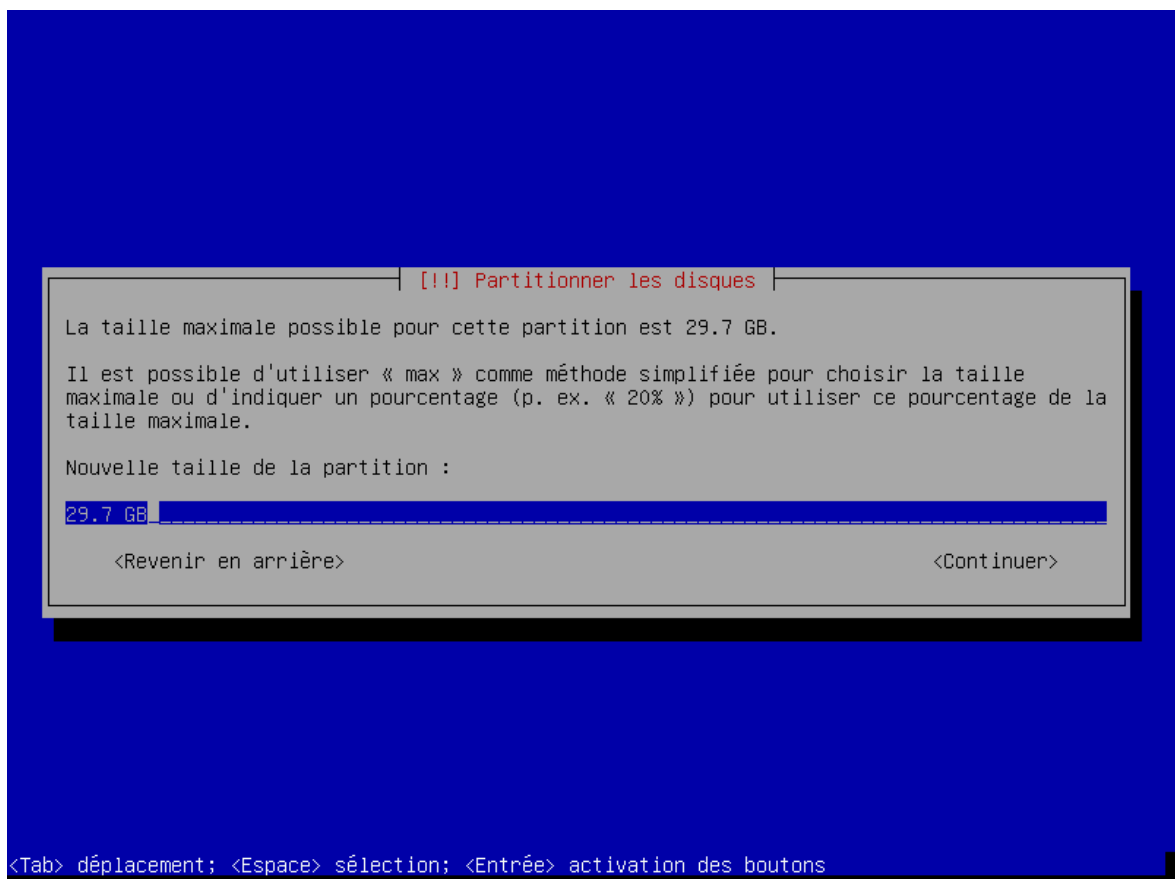 [!!] Partitionner les disques
La taille maximale possible pour cette partition est 29.7 GB.
Il est possible d'utiliser « max » comme méthode simplifiée pour choisir la taille
maximale ou d'indiquer un pourcentage (p. ex. « 20% ») pour utiliser ce pourcentage de la
taille maximale.
Nouvelle taille de la partition :
29.7 GB
<Revenir en arrière> <Continuer>
<Tab> déplacement; <Espace> sélection; <Entrée> activation des boutons